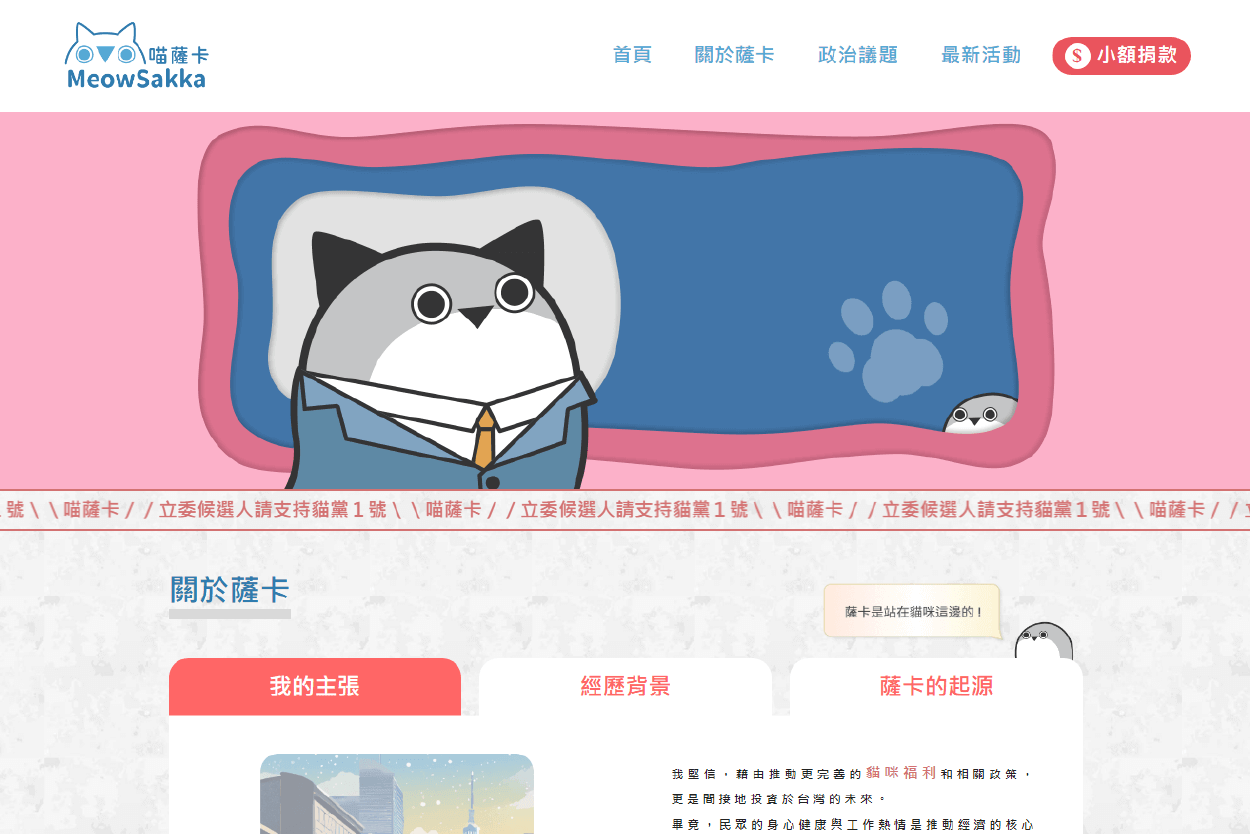 喵薩卡
MeowSakka
首頁 關於薩卡 政治議題 最新活動 $ 小額捐款
號 \ \ 喵薩卡 / / 立委候選人請支持貓黨１號 \ \ 喵薩卡 / / 立委候選人請支持貓黨１號 \ \ 喵薩卡 / / 立委候選人請支持貓黨１號 \ \ 喵薩卡 / /
關於薩卡
薩卡是站在貓咪這邊的！
我的主張 經歷背景 薩卡的起源
我堅信，藉由推動更完善的貓咪福利和相關政策，
更是間接地投資於台灣的未來。
畢竟，民眾的身心健康與工作熱情是推動經濟的核心